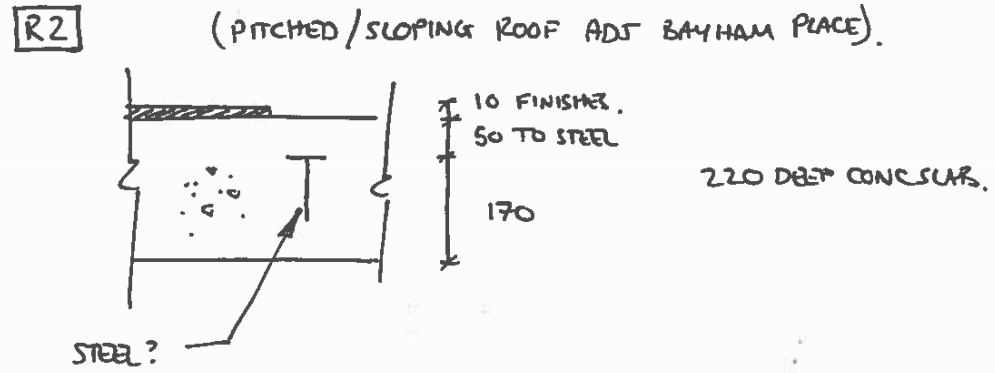 R2 (PITCHED/SLOPING ROOF ADJ BAYHAM PLACE).
10 FINISHES.
50 TO STEEL
220 DEEP CONC SLAB.
170
STEEL?